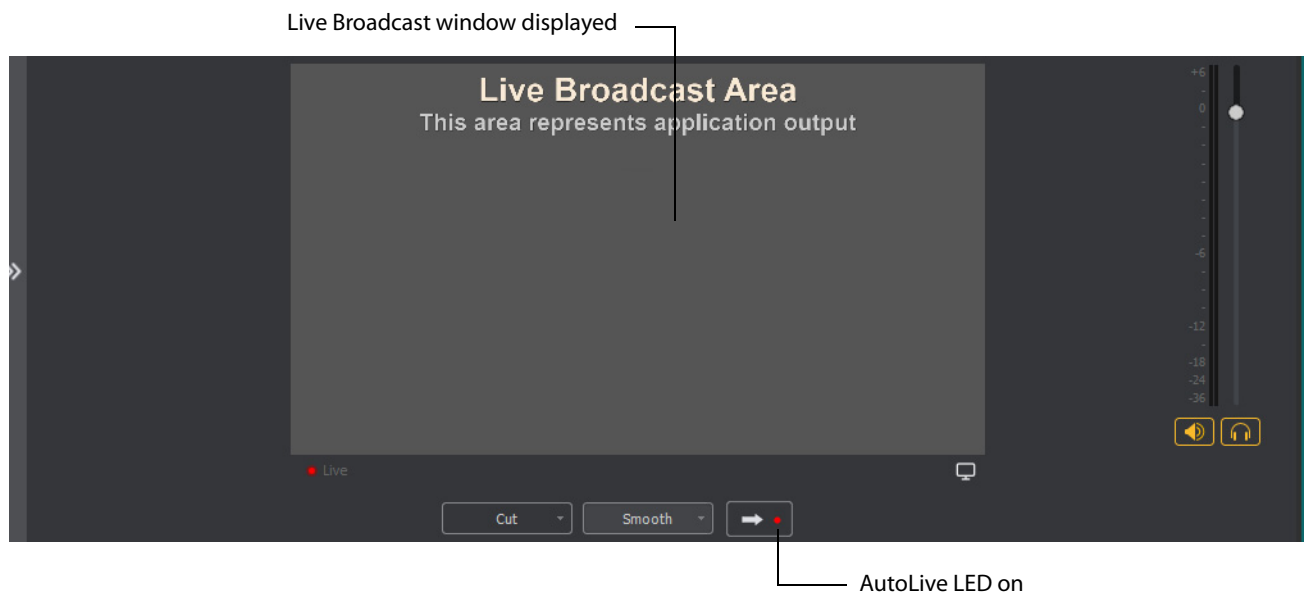 Live Broadcast window displayed
Live Broadcast Area
This area represents application output
+6
0
-6
-12
-18
-24
-36
Live
Cut
Smooth
AutoLive LED on